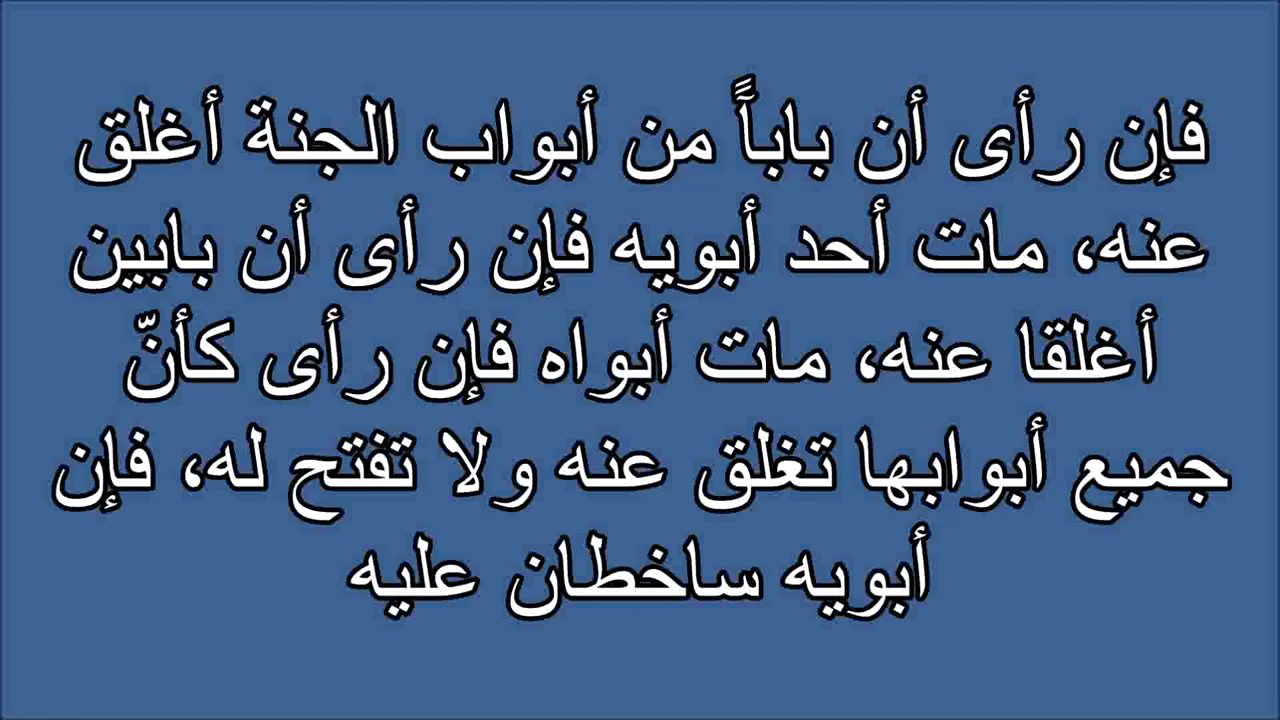 فإن رأى أن باباً من أبواب الجنة أغلق
عنه، مات أحد أبويه فإن رأى أن بابين
أغلقا عنه، مات أبواه فإن رأى كأنّ
جميع أبوابها تغلق عنه ولا تفتح له، فإن
أبويه ساخطان عليه